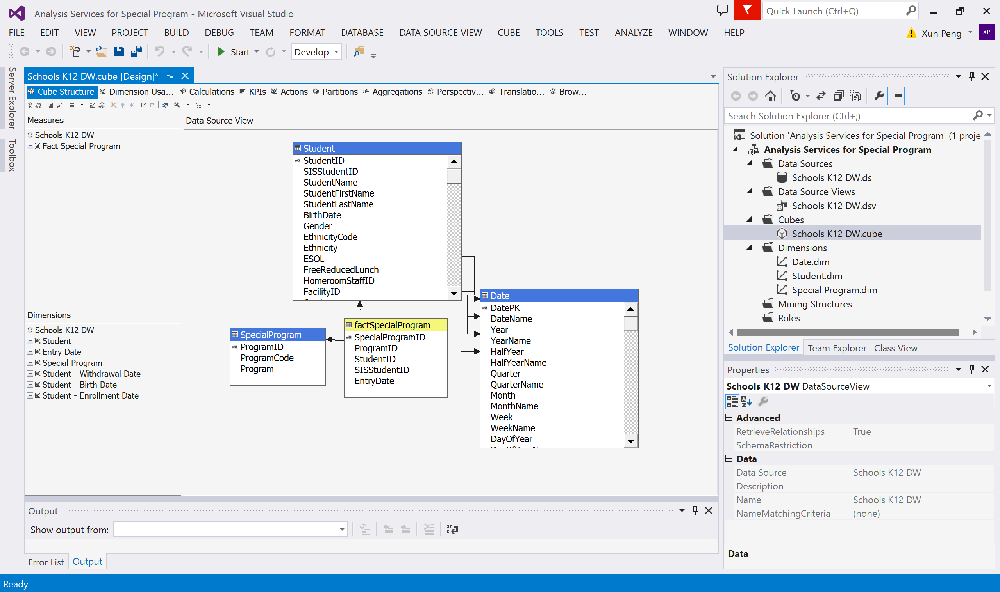 Analysis Services for Special Program - Microsoft Visual Studio
Quick Launch (Ctrl+Q)
FILE EDIT VIEW PROJECT BUILD DEBUG TEAM FORMAT DATABASE DATA SOURCE VIEW CUBE TOOLS TEST ANALYZE WINDOW HELP
Xun Peng
XP
Start
Develop
Server Explorer
Toolbox
Schools K12 DW.cube [Design]*
Cube Structure Dimension Usa... Calculations KPIs Actions Partitions Aggregations Perspectiv... Translatio... Brow...
Measures
Schools K12 DW
Fact Special Program
Dimensions
Schools K12 DW
Student
Entry Date
Special Program
Student - Withdrawal Date
Student - Birth Date
Student - Enrollment Date
Data Source View
Student
StudentID
SISStudentID
StudentName
StudentFirstName
StudentLastName
BirthDate
Gender
EthnicityCode
Ethnicity
ESOL
FreeReducedLunch
HomeroomStaffID
FacilityID
SpecialProgram
ProgramID
ProgramCode
Program
factSpecialProgram
SpecialProgramID
ProgramID
StudentID
SISStudentID
EntryDate
Date
DatePK
DateName
Year
YearName
HalfYear
HalfYearName
Quarter
QuarterName
Month
MonthName
Week
WeekName
DayOfYear
Output
Show output from:
Error List Output
Ready
Solution Explorer
Search Solution Explorer (Ctrl+;)
Solution 'Analysis Services for Special Program' (1 proje
Analysis Services for Special Program
Data Sources
Schools K12 DW.ds
Data Source Views
Schools K12 DW.dsv
Cubes
Schools K12 DW.cube
Dimensions
Date.dim
Student.dim
Special Program.dim
Mining Structures
Roles
Solution Explorer Team Explorer Class View
Properties
Schools K12 DW DataSourceView
Advanced
RetrieveRelationships True
SchemaRestriction
Data
Data Source Schools K12 DW
Description
Name Schools K12 DW
NameMatchingCriteria (none)
Data